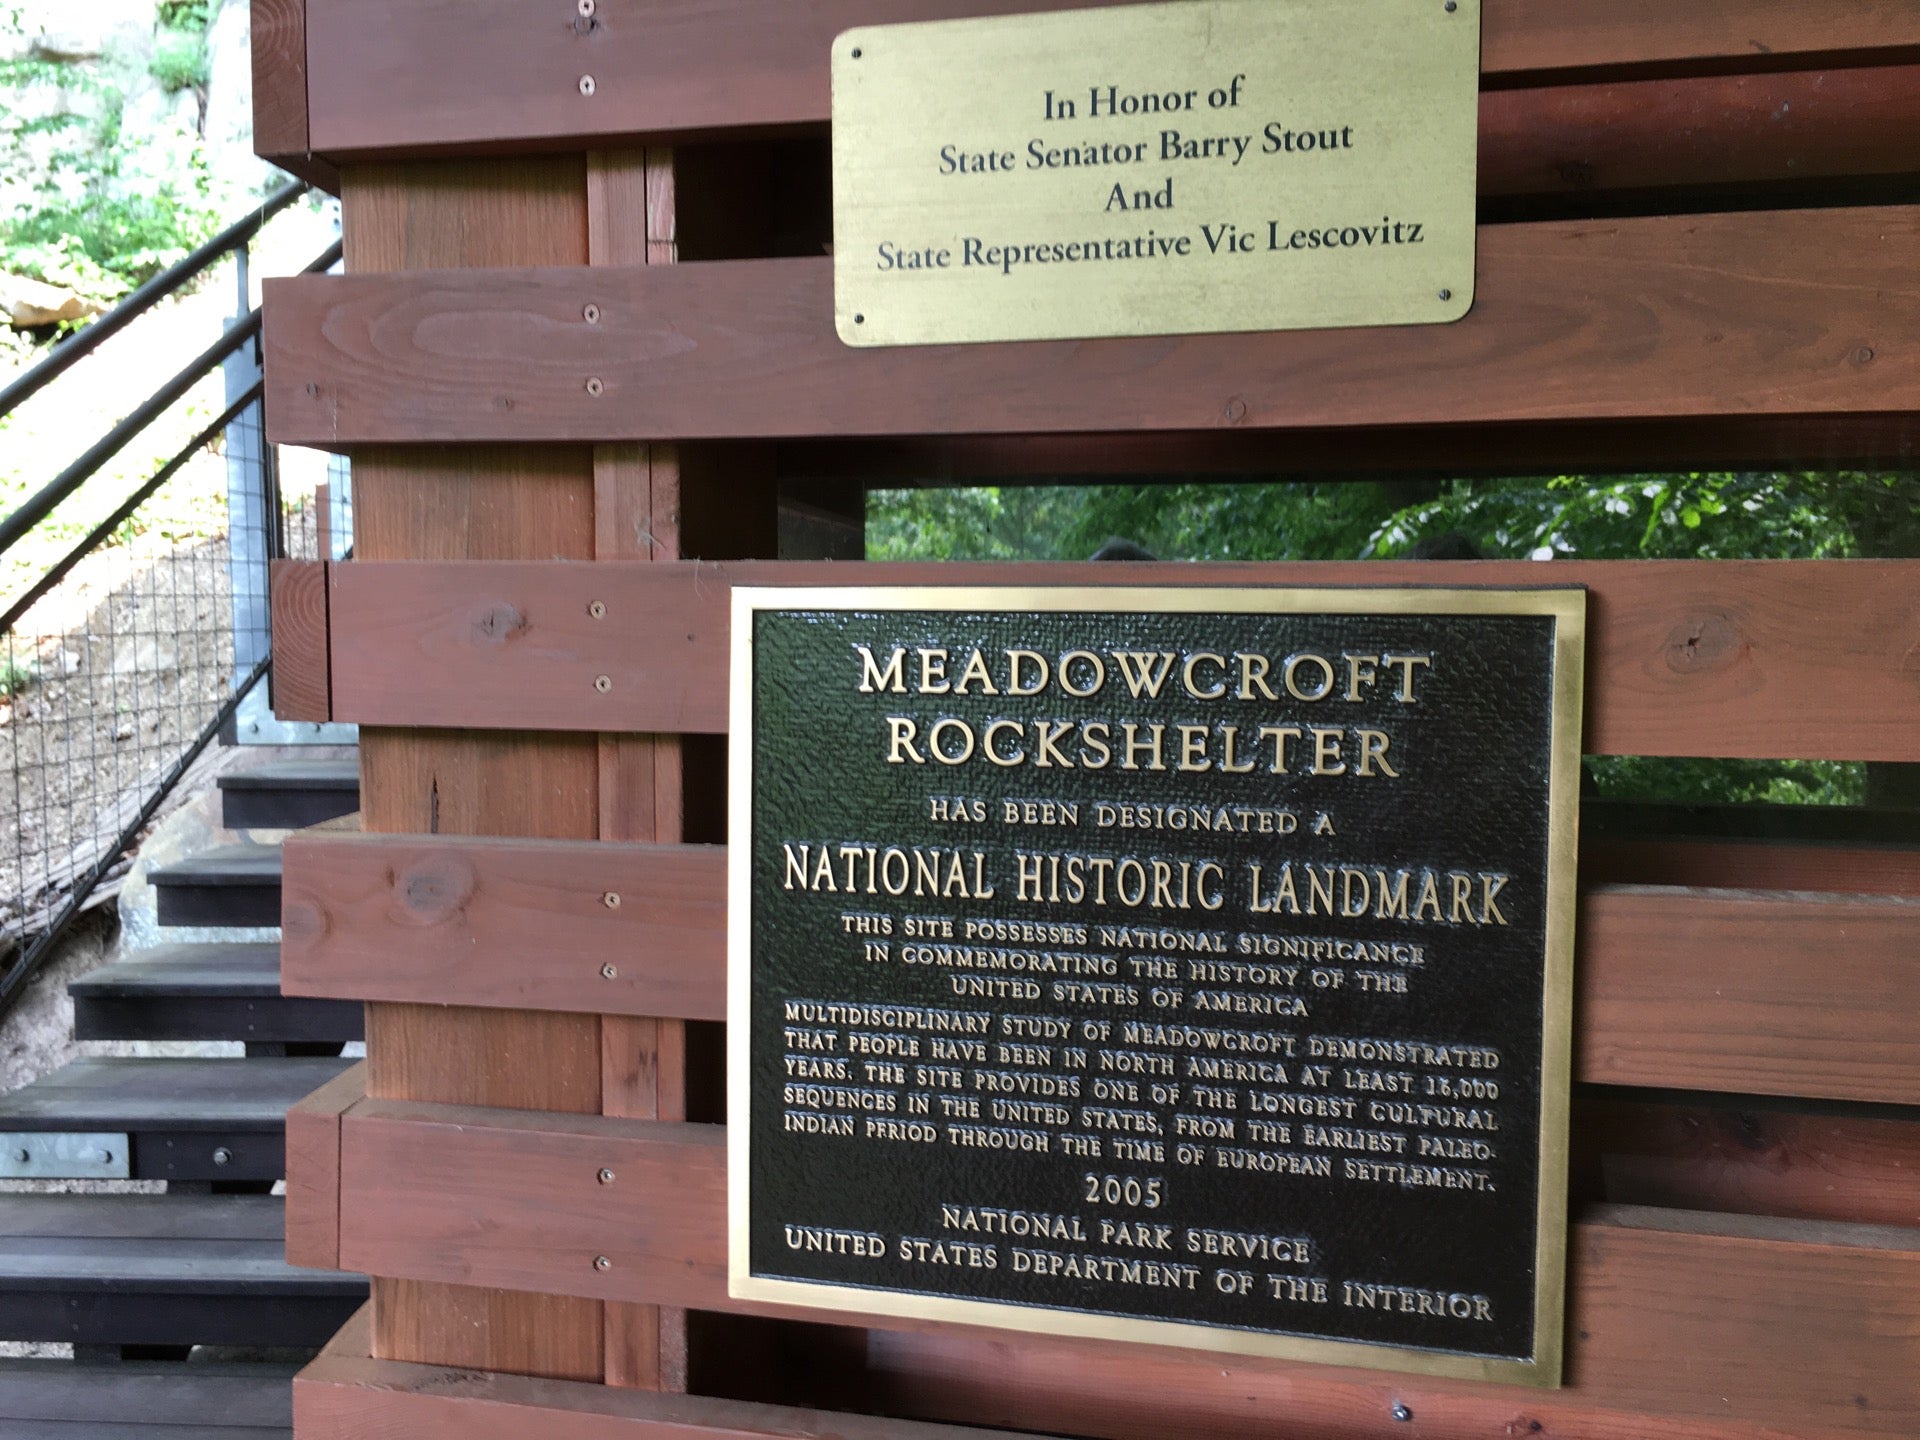 In Honor of
State Senator Barry Stout
And
State Representative Vic Lescovitz
MEADOWCROFT
ROCKSHELTER
HAS BEEN DESIGNATED A
NATIONAL HISTORIC LANDMARK
THIS SITE POSSESSES NATIONAL SIGNIFICANCE
IN COMMEMORATING THE HISTORY OF THE
UNITED STATES OF AMERICA
MULTIDISCIPLINARY STUDY OF MEADOWCROFT DEMONSTRATED
THAT PEOPLE HAVE BEEN IN NORTH AMERICA AT LEAST 16,000
YEARS. THE SITE PROVIDES ONE OF THE LONGEST CULTURAL
SEQUENCES IN THE UNITED STATES, FROM THE EARLIEST PALEO-
INDIAN PERIOD THROUGH THE TIME OF EUROPEAN SETTLEMENT.
2005
NATIONAL PARK SERVICE
UNITED STATES DEPARTMENT OF THE INTERIOR